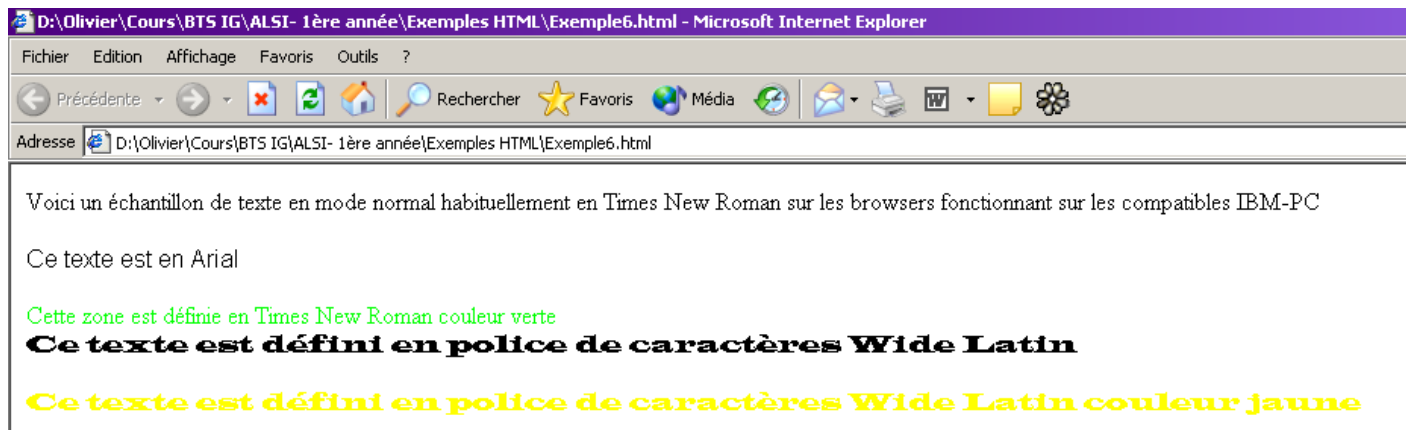 D:\Olivier\Cours\BTS IG\ALSI- 1ère année\Exemples HTML\Exemple6.html - Microsoft Internet Explorer
Fichier Edition Affichage Favoris Outils ?
Précédente Rechercher Favoris Média
Adresse D:\Olivier\Cours\BTS IG\ALSI- 1ère année\Exemples HTML\Exemple6.html
Voici un échantillon de texte en mode normal habituellement en Times New Roman sur les browsers fonctionnant sur les compatibles IBM-PC
Ce texte est en Arial
Cette zone est définie en Times New Roman couleur verte
Ce texte est défini en police de caractères Wide Latin
Ce texte est défini en police de caractères Wide Latin couleur jaune